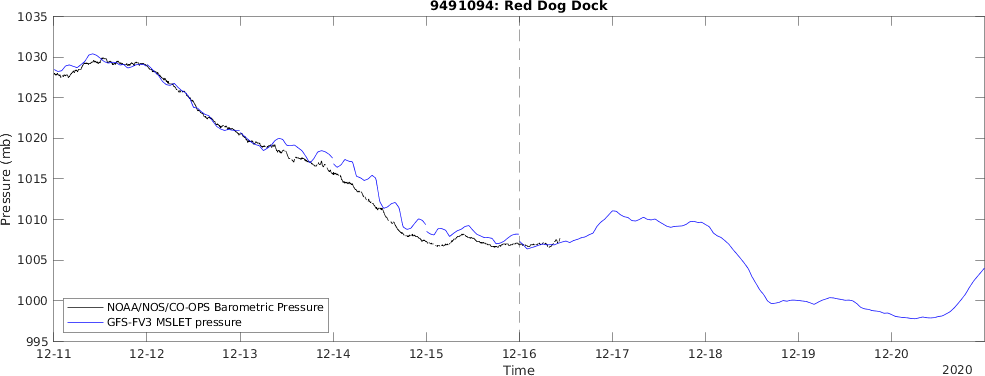 9491094: Red Dog Dock
1035
1030
1025
1020
1015
1010
1005
1000
995
Pressure (mb)
NOAA/NOS/CO-OPS Barometric Pressure
GFS-FV3 MSLET pressure
12-11 12-12 12-13 12-14 12-15 12-16 12-17 12-18 12-19 12-20
Time
2020